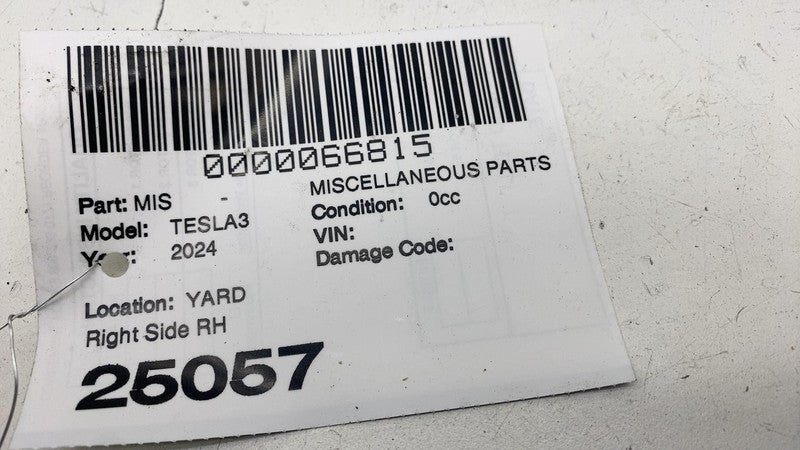 0000066815
Part: MIS - MISCELLANEOUS PARTS
Model: TESLA3 Condition: 0cc
Year: 2024 VIN:
Damage Code:
Location: YARD
Right Side RH
25057